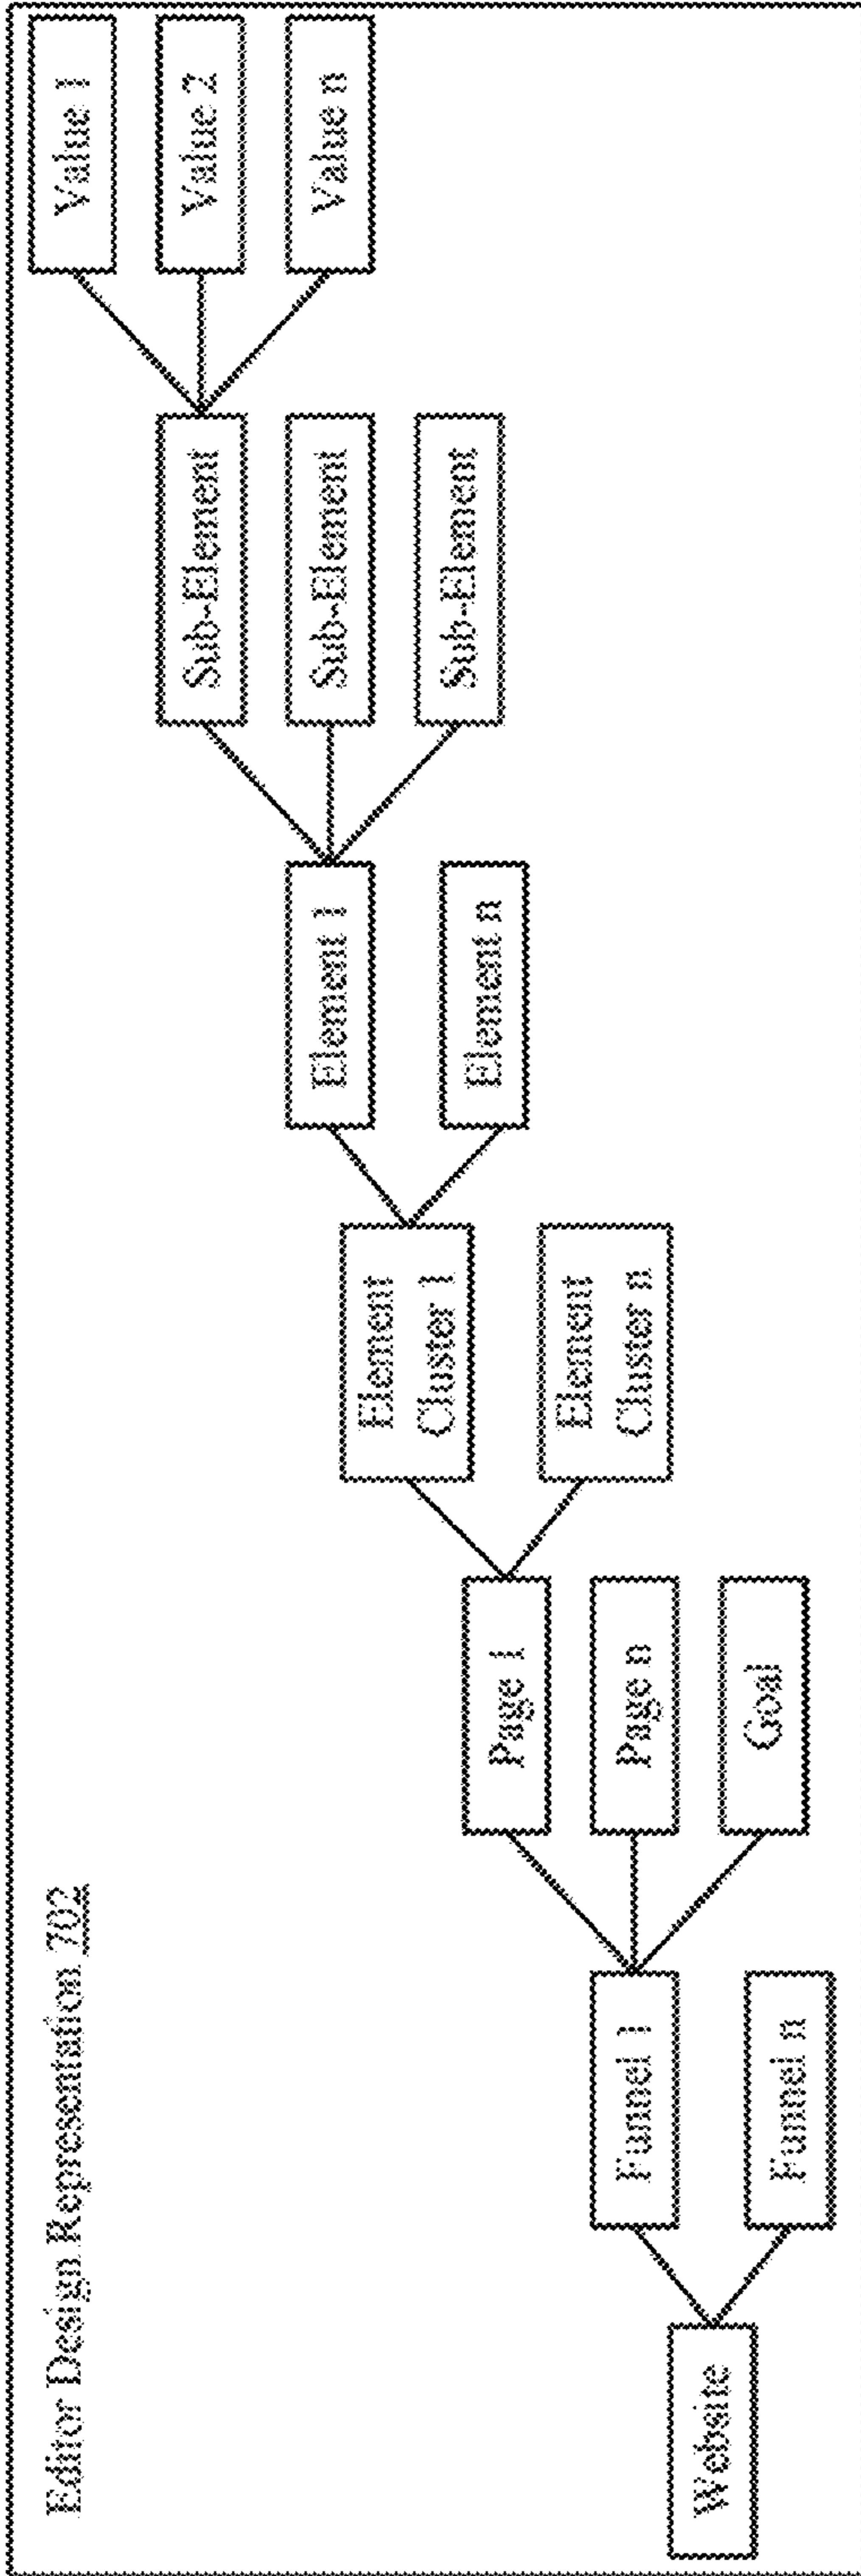 Editor Design Representation 702
Website
Funnel 1
Funnel n
Page 1
Page n
Goal
Element
Cluster 1
Element
Cluster n
Element 1
Element n
Sub-Element
Sub-Element
Sub-Element
Value 1
Value 2
Value n